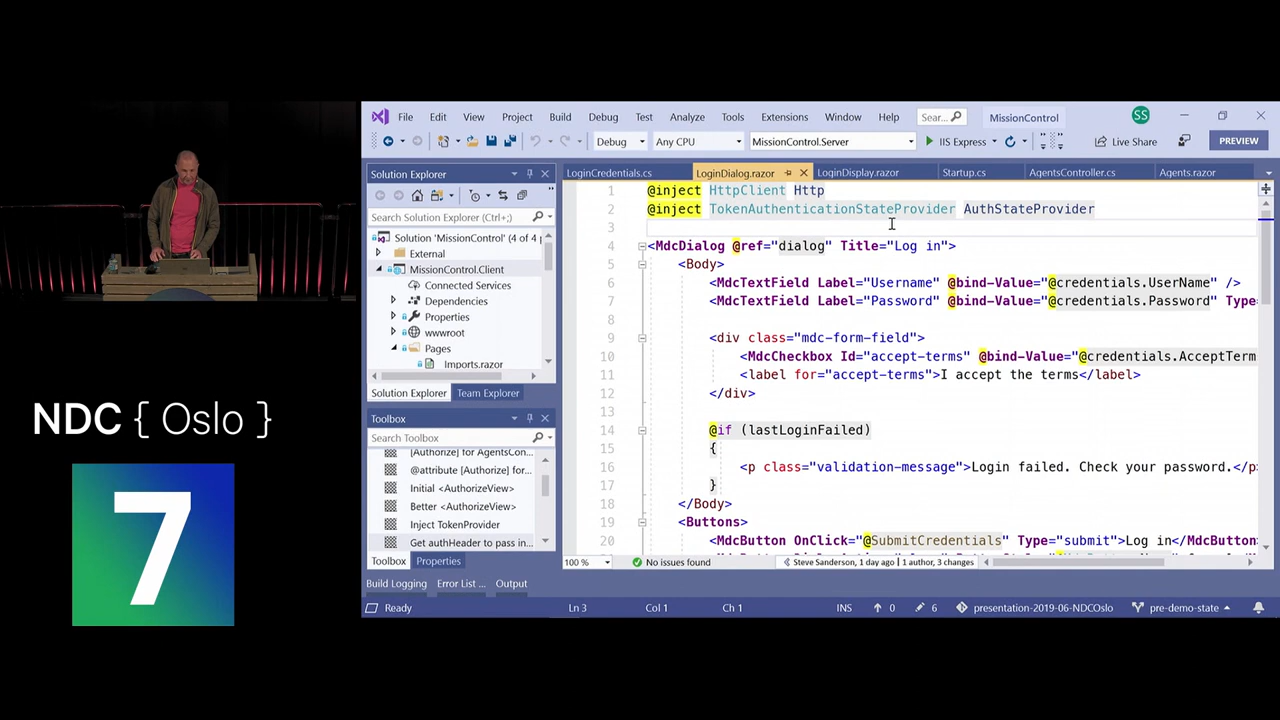 NDC { Oslo }
7
File Edit View Project Build Debug Test Analyze Tools Extensions Window Help Sear... MissionControl SS
Debug Any CPU MissionControl.Server IIS Express Live Share PREVIEW
Solution Explorer
Search Solution Explorer (Ctrl+;)
Solution 'MissionControl' (4 of 4 p
External
MissionControl.Client
Connected Services
Dependencies
Properties
wwwroot
Pages
Imports.razor
Solution Explorer Team Explorer
Toolbox
Search Toolbox
[Authorize] for AgentsCon...
@attribute [Authorize] for...
Initial <AuthorizeView>
Better <AuthorizeView>
Inject TokenProvider
Get authHeader to pass in...
Toolbox Properties
LoginCredentials.cs LoginDialog.razor LoginDisplay.razor Startup.cs AgentsController.cs Agents.razor
1 @inject HttpClient Http
2 @inject TokenAuthenticationStateProvider AuthStateProvider
3
4 <MdcDialog @ref="dialog" Title="Log in">
5 <Body>
6 <MdcTextField Label="Username" @bind-Value="@credentials.UserName" />
7 <MdcTextField Label="Password" @bind-Value="@credentials.Password" Type=
8
9 <div class="mdc-form-field">
10 <MdcCheckbox Id="accept-terms" @bind-Value="@credentials.AcceptTerm
11 <label for="accept-terms">I accept the terms</label>
12 </div>
13
14 @if (lastLoginFailed)
15 {
16 <p class="validation-message">Login failed. Check your password.</p
17 }
18 </Body>
19 <Buttons>
20 <MdcButton OnClick="@SubmitCredentials" Type="submit">Log in</MdcButton
100 % No issues found Steve Sanderson, 1 day ago | 1 author, 3 changes
Build Logging Error List ... Output
Ready Ln 3 Col 1 Ch 1 INS 0 6 presentation-2019-06-NDCOslo pre-demo-state